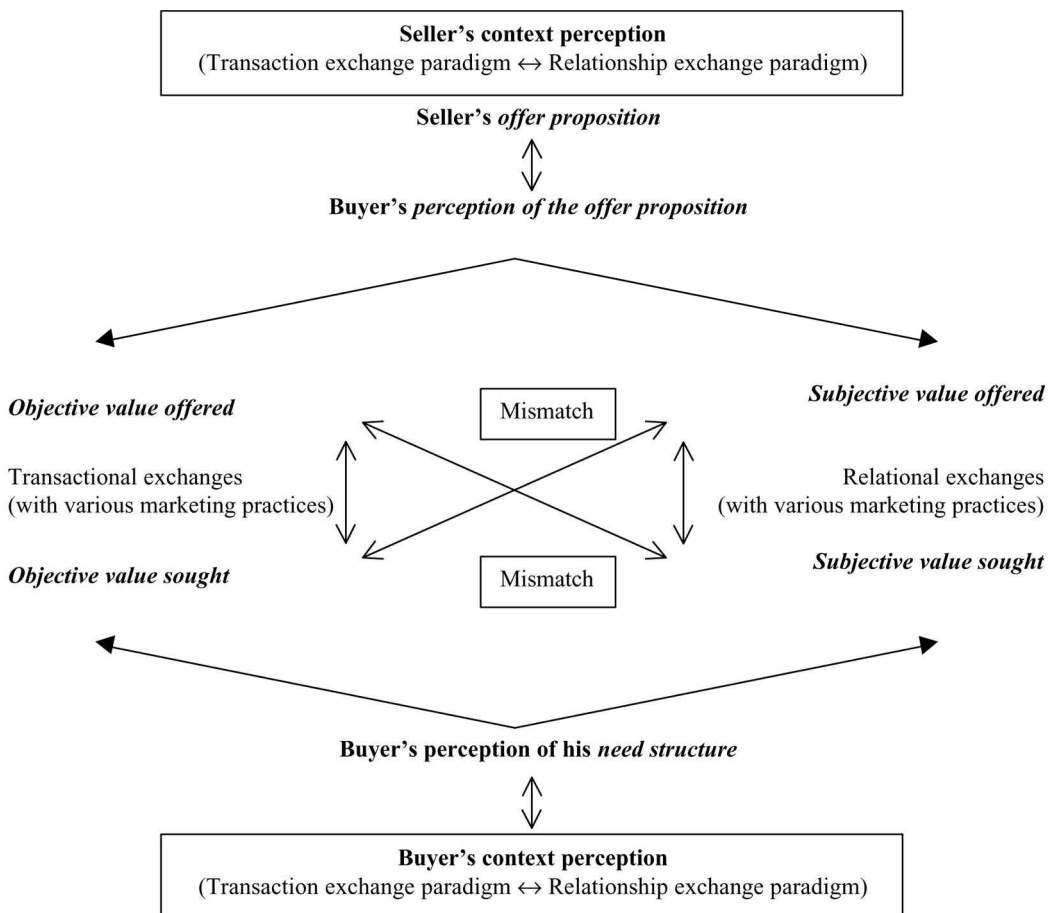 Seller’s context perception
(Transaction exchange paradigm ↔ Relationship exchange paradigm)
Seller’s offer proposition
Buyer’s perception of the offer proposition
Objective value offered
Mismatch
Subjective value offered
Transactional exchanges
(with various marketing practices)
Relational exchanges
(with various marketing practices)
Objective value sought
Mismatch
Subjective value sought
Buyer’s perception of his need structure
Buyer’s context perception
(Transaction exchange paradigm ↔ Relationship exchange paradigm)